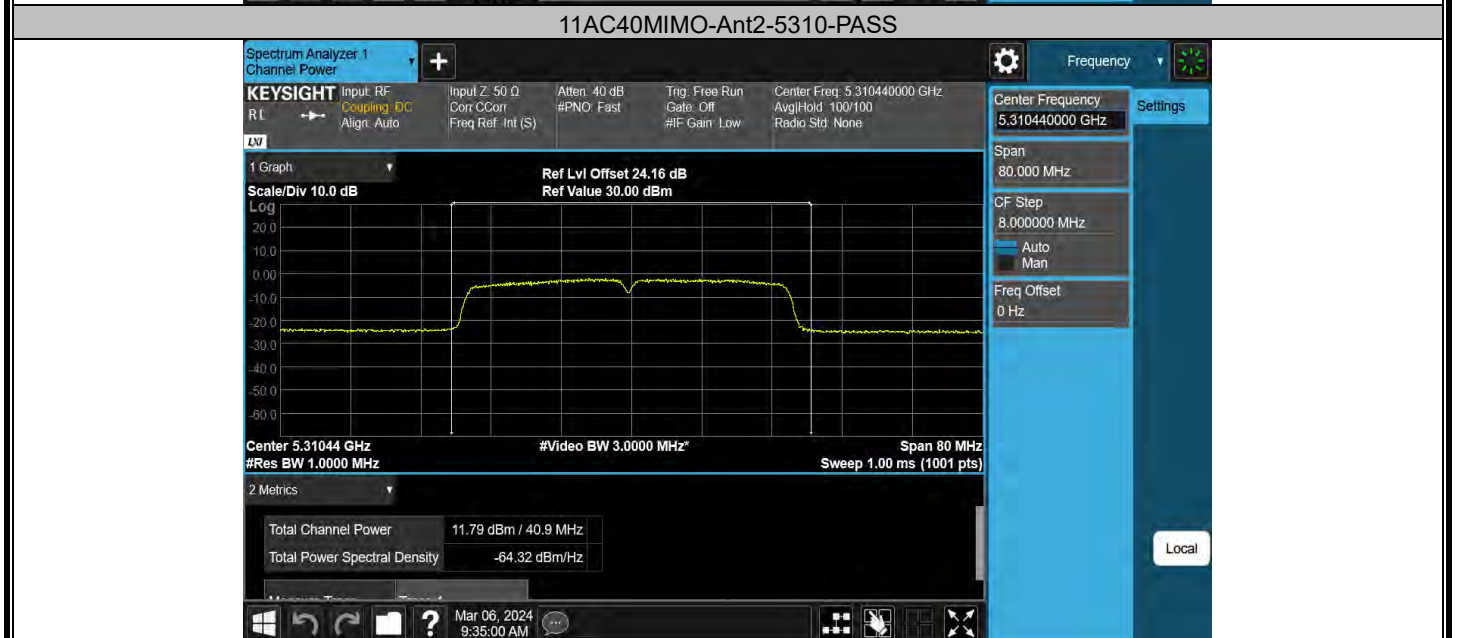 11AC40MIMO-Ant2-5310-PASS
Spectrum Analyzer 1
Channel Power
Frequency
KEYSIGHT
RL
LXI
Input: RF
Coupling: DC
Align: Auto
Input Z: 50 Ω
Corr CCorr
Freq Ref: Int (S)
Atten: 40 dB
#PNO: Fast
Trig: Free Run
Gate: Off
#IF Gain: Low
Center Freq: 5.310440000 GHz
Avg|Hold: 100/100
Radio Std: None
Center Frequency
5.310440000 GHz
Settings
Span
80.000 MHz
CF Step
8.000000 MHz
Auto
Man
Freq Offset
0 Hz
1 Graph
Scale/Div 10.0 dB
Ref Lvl Offset 24.16 dB
Ref Value 30.00 dBm
Log
20.0
10.0
0.00
-10.0
-20.0
-30.0
-40.0
-50.0
-60.0
Center 5.31044 GHz
#Video BW 3.0000 MHz*
Span 80 MHz
#Res BW 1.0000 MHz
Sweep 1.00 ms (1001 pts)
2 Metrics
Total Channel Power 11.79 dBm / 40.9 MHz
Total Power Spectral Density -64.32 dBm/Hz
Local
Mar 06, 2024
9:35:00 AM